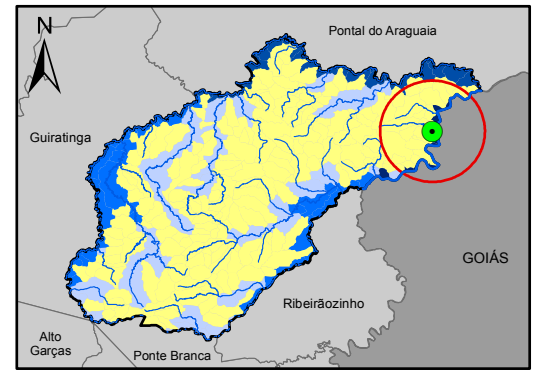 N
Pontal do Araguaia
Guiratinga
GOIÁS
Ribeirãozinho
Alto
Garças
Ponte Branca